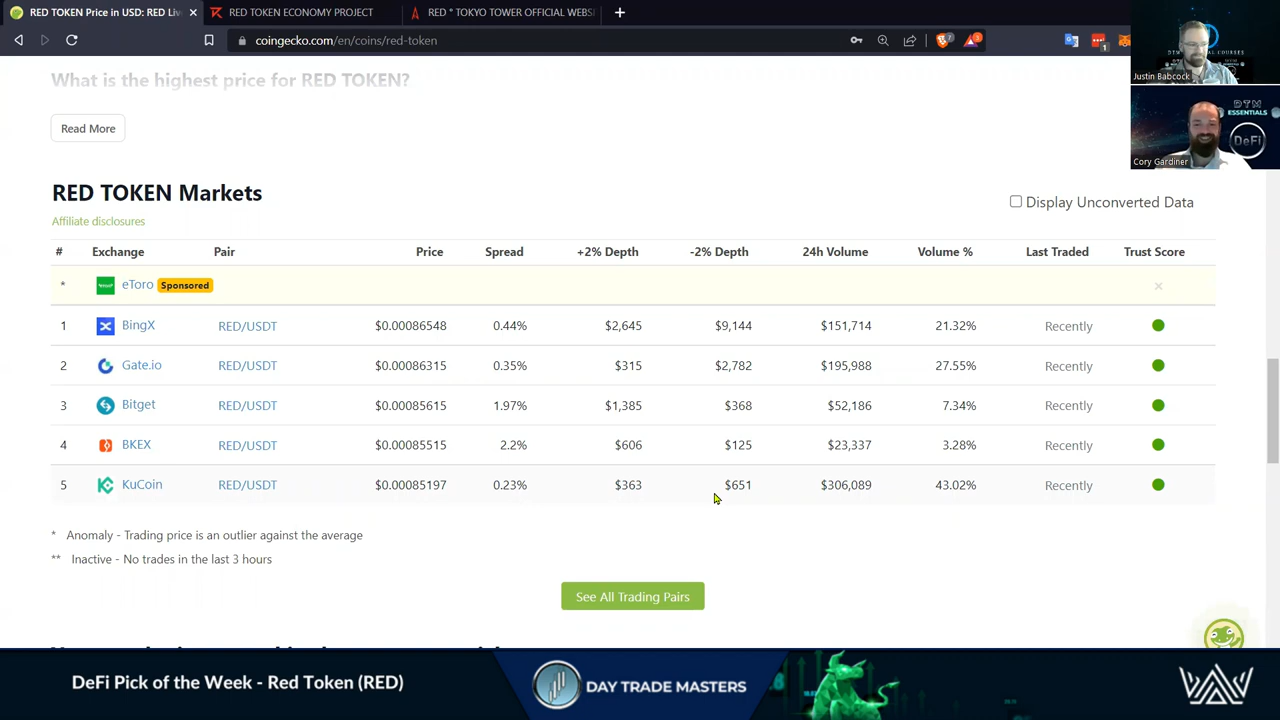 RED TOKEN Price in USD: RED Liv
RED TOKEN ECONOMY PROJECT
RED * TOKYO TOWER OFFICIAL WEBSI
coingecko.com/en/coins/red-token
What is the highest price for RED TOKEN?
Read More
Justin Babcock
DTM
ESSENTIALS
DeFi
Cory Gardiner
RED TOKEN Markets
Affiliate disclosures
Display Unconverted Data
# Exchange Pair Price Spread +2% Depth -2% Depth 24h Volume Volume % Last Traded Trust Score
* eToro Sponsored
1 BingX RED/USDT $0.00086548 0.44% $2,645 $9,144 $151,714 21.32% Recently
2 Gate.io RED/USDT $0.00086315 0.35% $315 $2,782 $195,988 27.55% Recently
3 Bitget RED/USDT $0.00085615 1.97% $1,385 $368 $52,186 7.34% Recently
4 BKEX RED/USDT $0.00085515 2.2% $606 $125 $23,337 3.28% Recently
5 KuCoin RED/USDT $0.00085197 0.23% $363 $651 $306,089 43.02% Recently
* Anomaly - Trading price is an outlier against the average
** Inactive - No trades in the last 3 hours
See All Trading Pairs
DeFi Pick of the Week - Red Token (RED)
DAY TRADE MASTERS